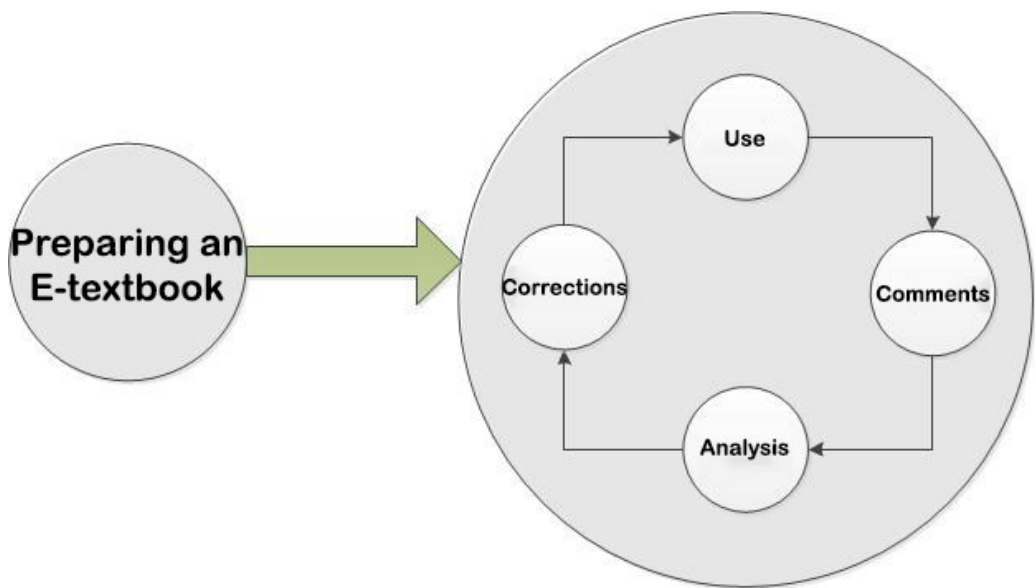 Preparing an
E-textbook
Use
Comments
Analysis
Corrections